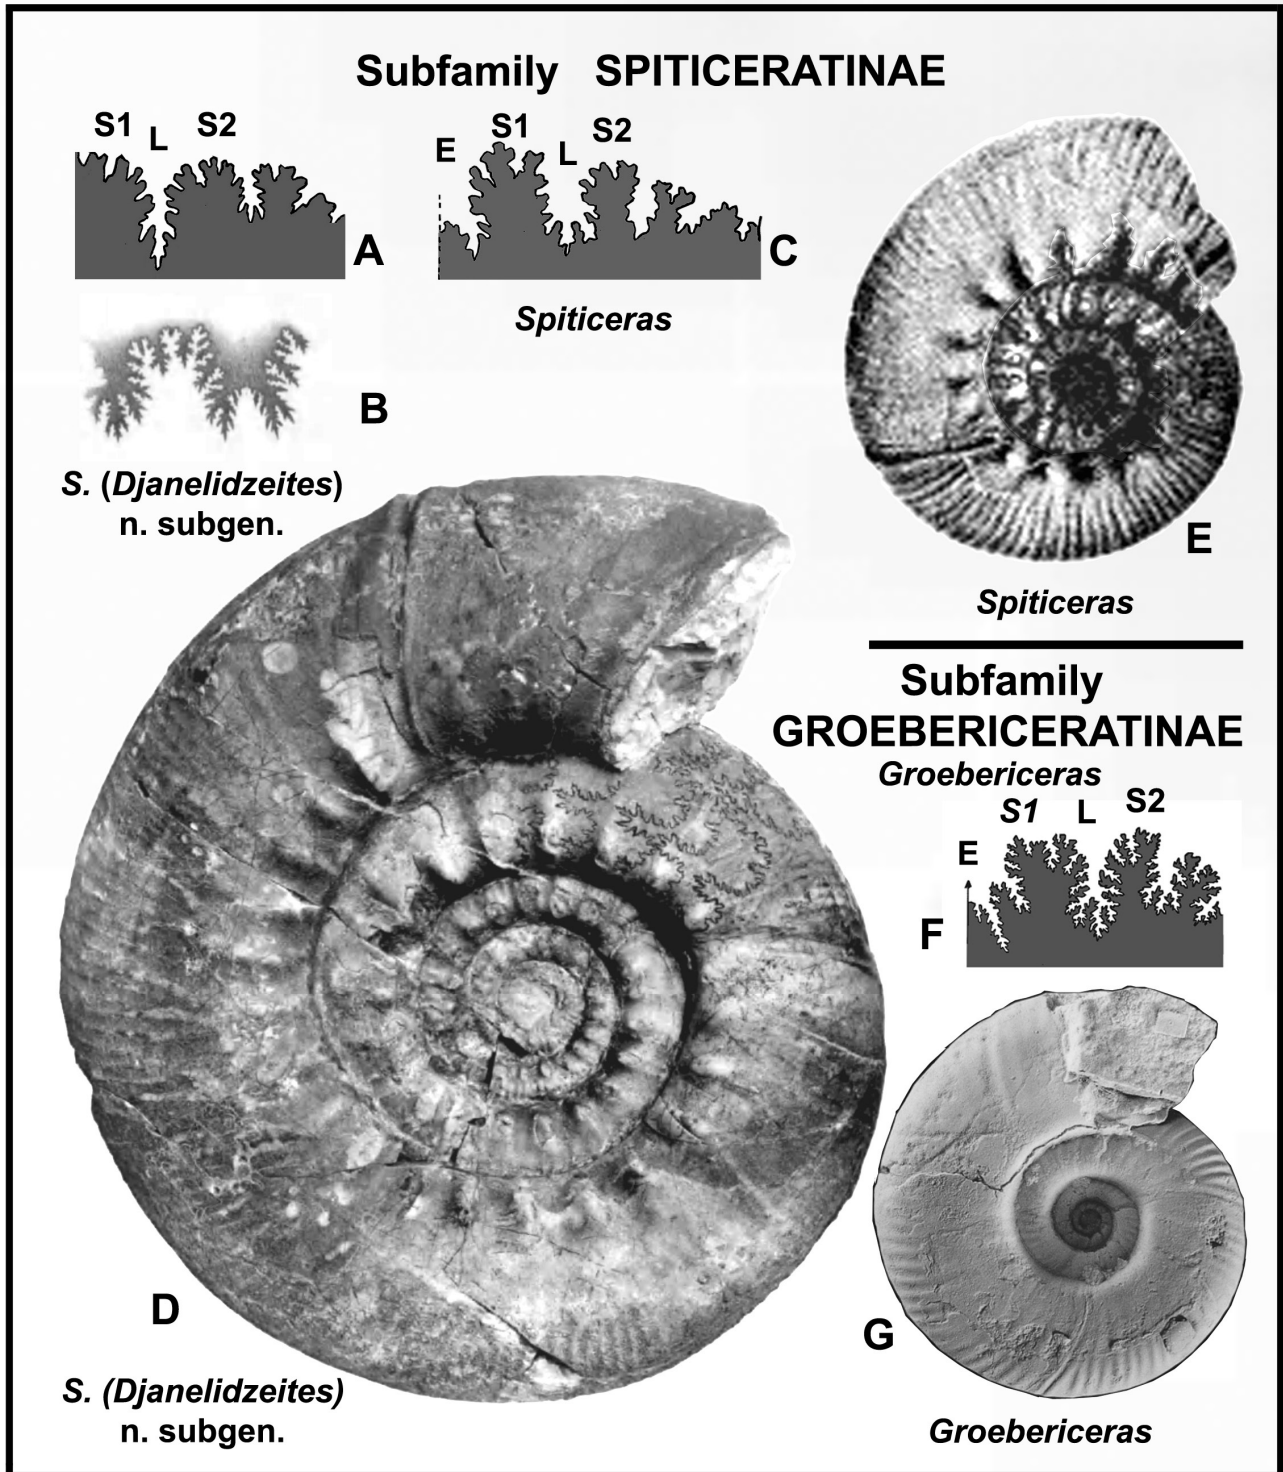 Subfamily SPITICERATINAE
S1 L S2
A
E S1 L S2
C
Spiticeras
B
S. (Djanelidzeites)
n. subgen.
E
Spiticeras
Subfamily
GROEBERICERATINAE
Groebericeras
S1 L S2
E
F
D
S. (Djanelidzeites)
n. subgen.
G
Groebericeras